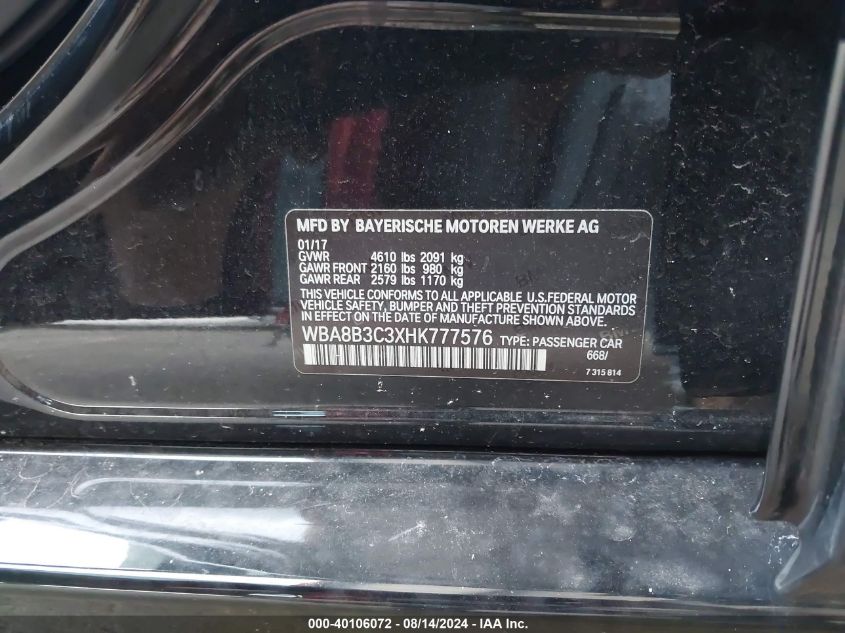 MFD BY BAYERISCHE MOTOREN WERKE AG
01/17
GVWR 4610 lbs 2091 kg
GAWR FRONT 2160 lbs 980 kg
GAWR REAR 2579 lbs 1170 kg
THIS VEHICLE CONFORMS TO ALL APPLICABLE U.S.FEDERAL MOTOR
VEHICLE SAFETY, BUMPER AND THEFT PREVENTION STANDARDS
IN EFFECT ON THE DATE OF MANUFACTURE SHOWN ABOVE.
WBA8B3C3XHK777576 TYPE: PASSENGER CAR
668/
7 315 814
000-40106072 - 08/14/2024 - IAA Inc.